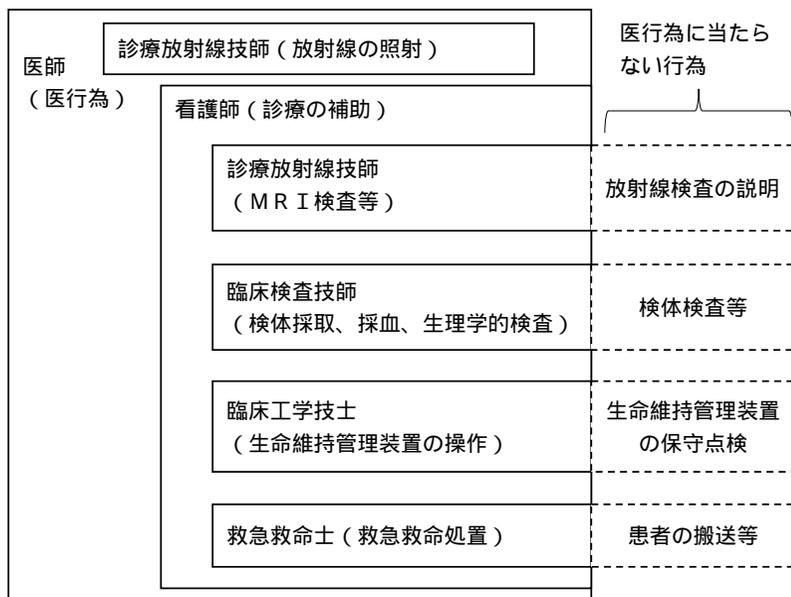 診療放射線技師（放射線の照射）
医師
（医行為）
看護師（診療の補助）
医行為に当たら
ない行為
診療放射線技師
（ＭＲＩ検査等）
放射線検査の説明
臨床検査技師
（検体採取、採血、生理学的検査）
検体検査等
臨床工学技士
（生命維持管理装置の操作）
生命維持管理装置
の保守点検
救急救命士（救急救命処置）
患者の搬送等